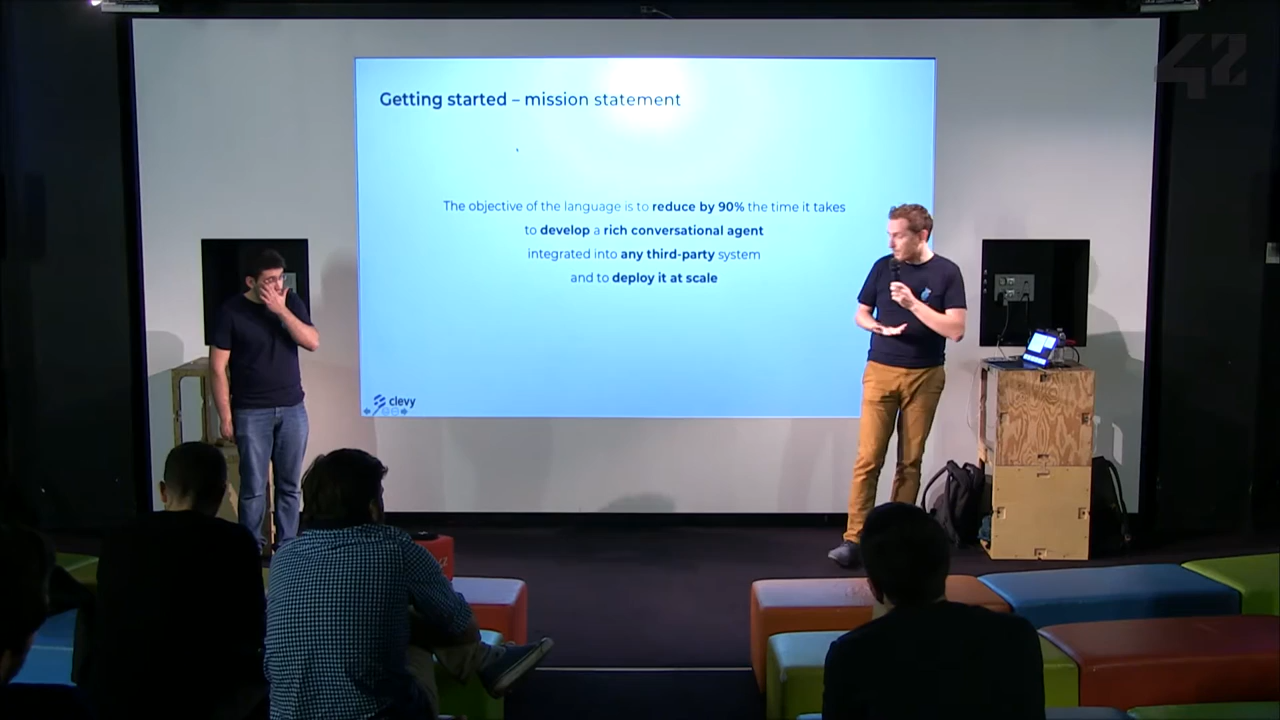 42
Getting started – mission statement
The objective of the language is to reduce by 90% the time it takes
to develop a rich conversational agent
integrated into any third-party system
and to deploy it at scale
clevy